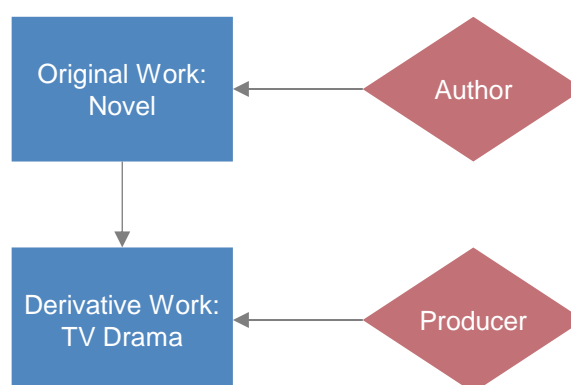 Original Work:
Novel
Author
Derivative Work:
TV Drama
Producer